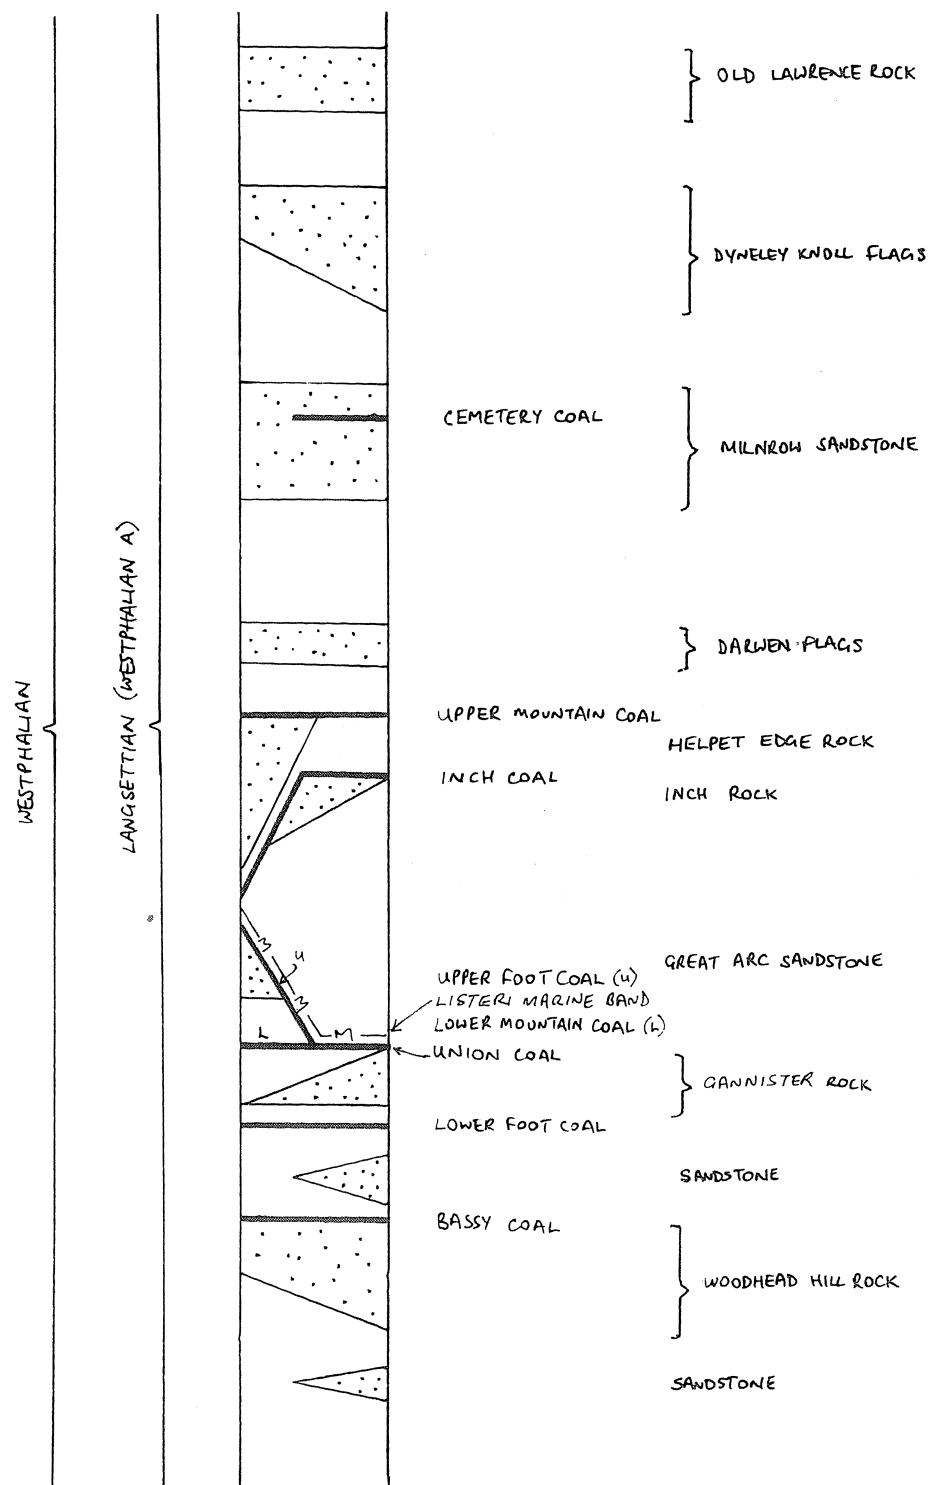 OLD LAWRENCE ROCK
DYNELEY KNOLL FLAGS
CEMETERY COAL
MILNROW SANDSTONE
DARWEN FLAGS
UPPER MOUNTAIN COAL
HELPET EDGE ROCK
INCH COAL
INCH ROCK
WESTPHALIAN
LANGSETTIAN (WESTPHALIAN A)
M
U
M
GREAT ARC SANDSTONE
UPPER FOOT COAL (U)
LISTERI MARINE BAND
L
M
LOWER MOUNTAIN COAL (L)
UNION COAL
GANNISTER ROCK
LOWER FOOT COAL
SANDSTONE
BASSY COAL
WOODHEAD HILL ROCK
SANDSTONE